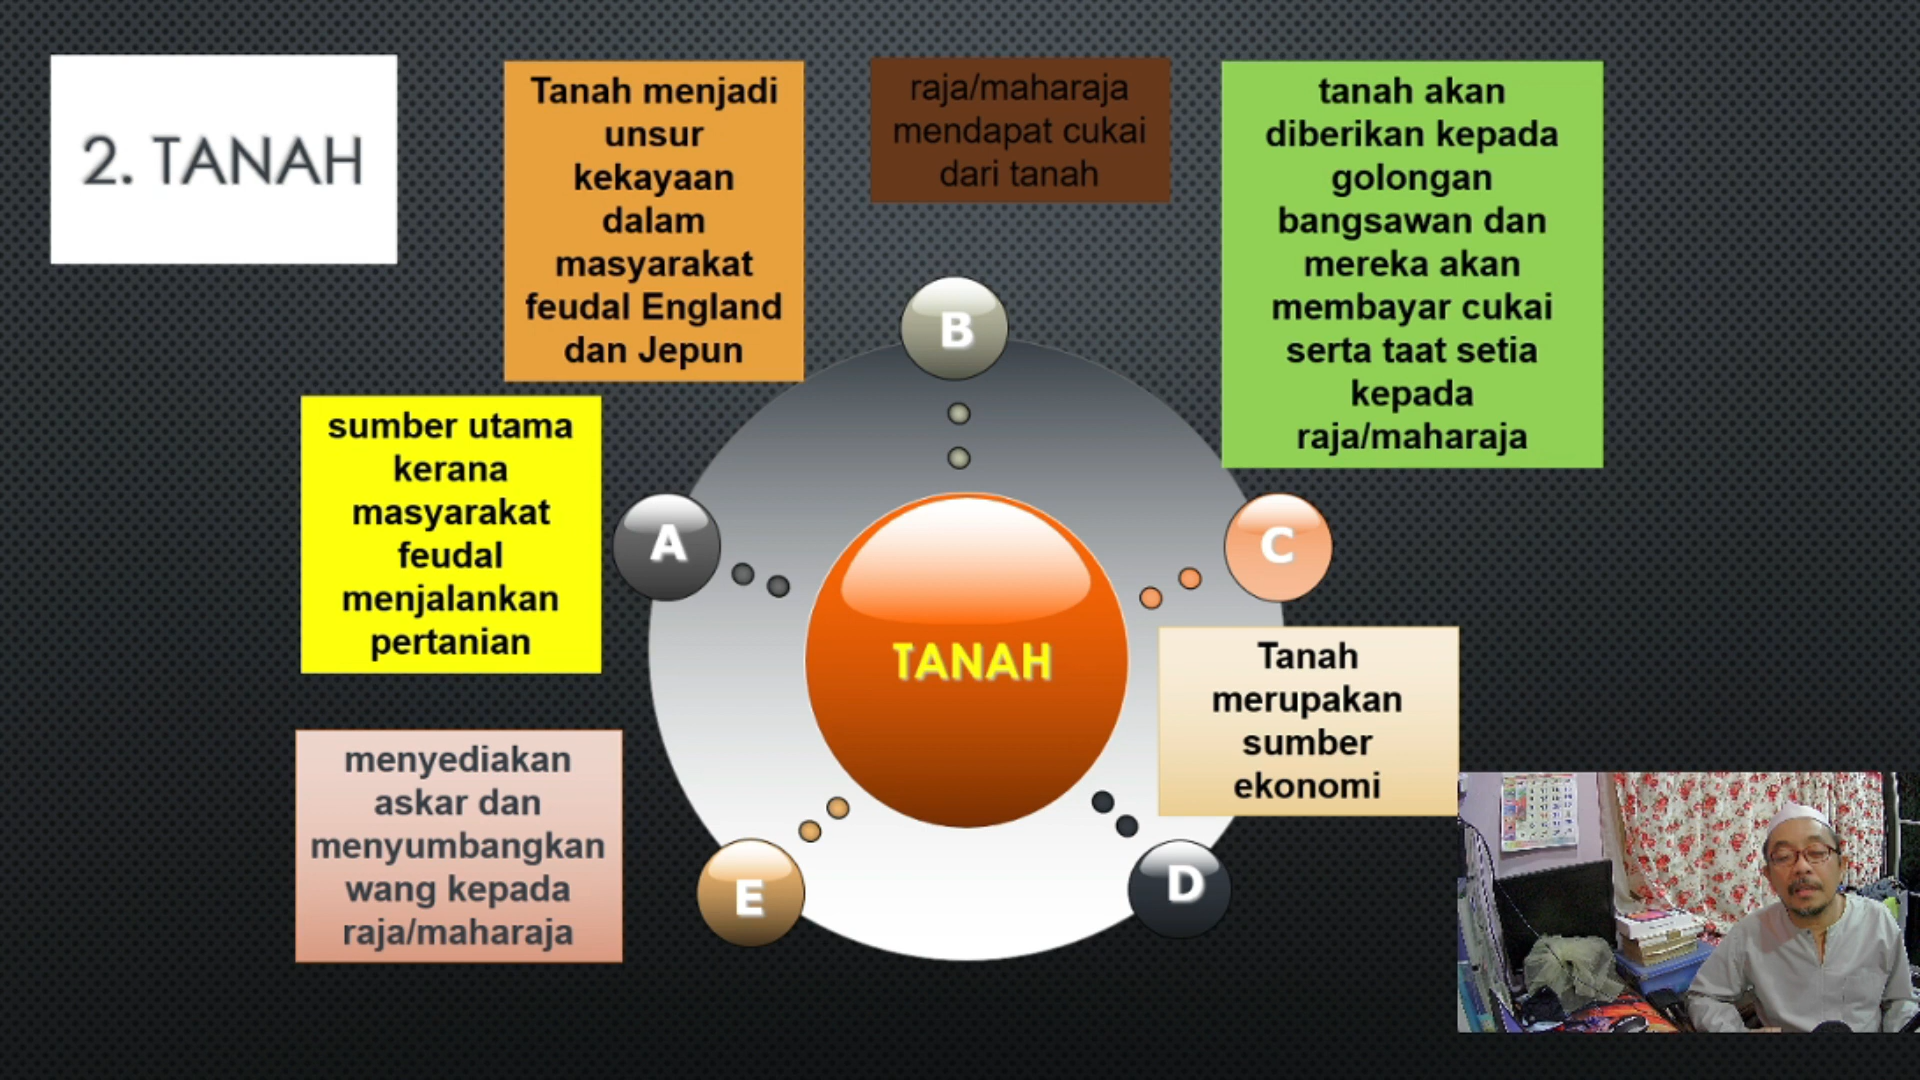 2. TANAH
Tanah menjadi
unsur
kekayaan
dalam
masyarakat
feudal England
dan Jepun
raja/maharaja
mendapat cukai
dari tanah
tanah akan
diberikan kepada
golongan
bangsawan dan
mereka akan
membayar cukai
serta taat setia
kepada
raja/maharaja
B
sumber utama
kerana
masyarakat
feudal
menjalankan
pertanian
A
C
TANAH
Tanah
merupakan
sumber
ekonomi
menyediakan
askar dan
menyumbangkan
wang kepada
raja/maharaja
E
D